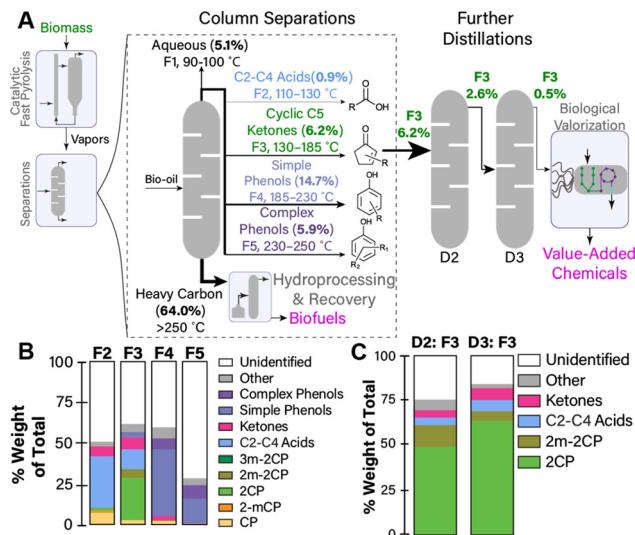 A
Column Separations
Further
Distillations
Biomass
Catalytic
Fast Pyrolysis
Vapors
Separations
Aqueous (5.1%)
F1, 90-100 ˚C
C2-C4 Acids(0.9%)
F2, 110-130 ˚C
Cyclic C5
Ketones (6.2%)
F3, 130-185 ˚C
Simple
Phenols (14.7%)
F4, 185-230 ˚C
Complex
Phenols (5.9%)
F5, 230-250 ˚C
Bio-oil
Heavy Carbon
(64.0%)
>250 ˚C
Hydroprocessing
& Recovery
Biofuels
O
R
OH
O
R
OH
R
OH
R1
R2
F3
6.2%
F3
2.6%
F3
0.5%
D2
D3
Biological
Valorization
Value-Added
Chemicals
B
F2 F3 F4 F5
% Weight
of Total
100
75
50
25
0
Unidentified
Other
Complex Phenols
Simple Phenols
Ketones
C2-C4 Acids
3m-2CP
2m-2CP
2CP
2-mCP
CP
C
D2: F3 D3: F3
% Weight of Total
100
75
50
25
0
Unidentified
Other
Ketones
C2-C4 Acids
2m-2CP
2CP